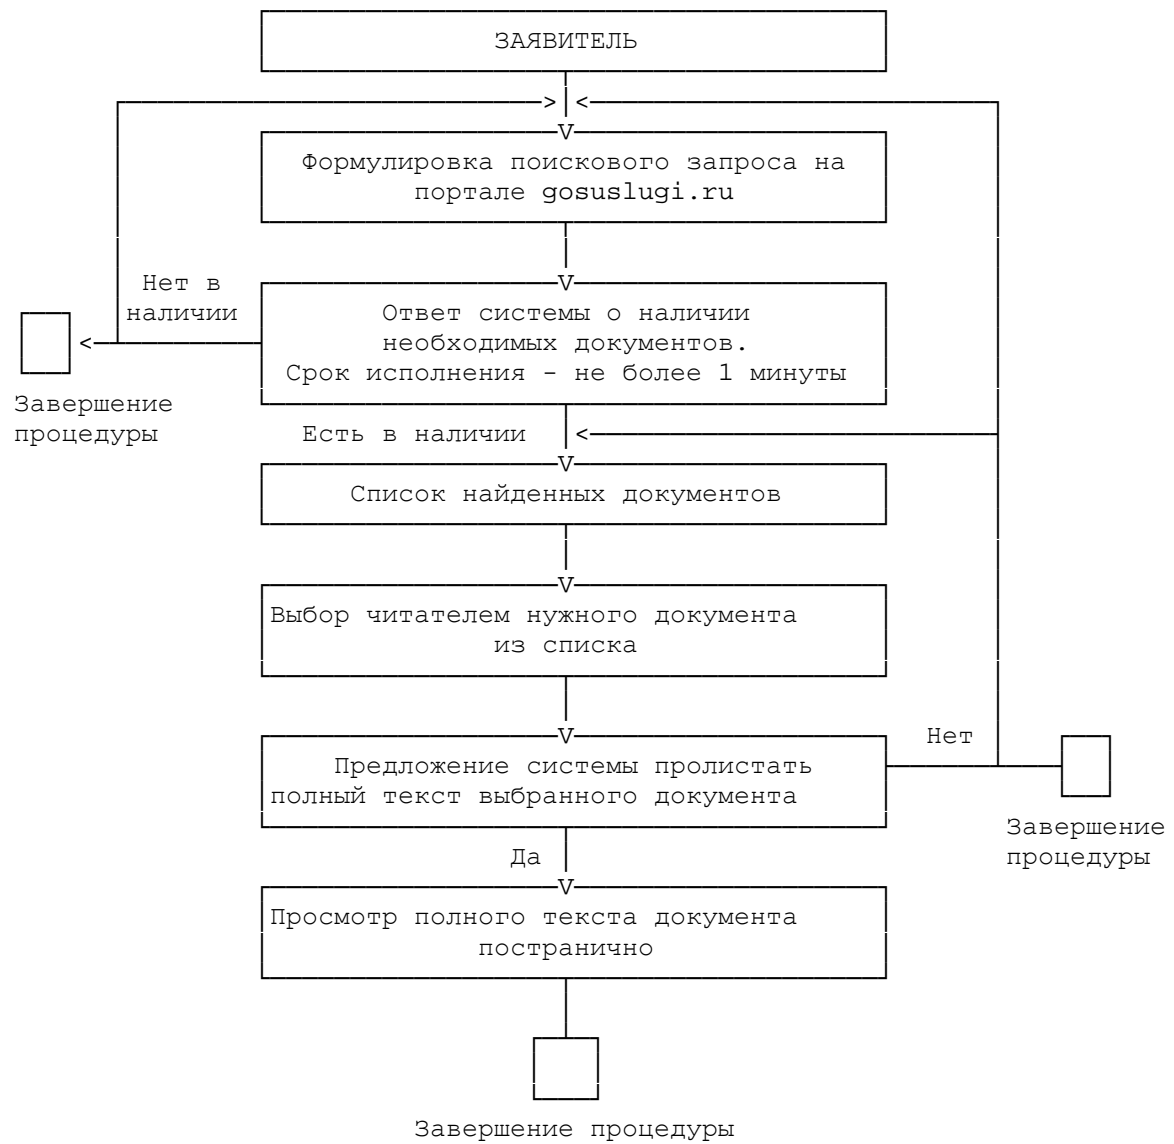 ЗАЯВИТЕЛЬ
Формулировка поискового запроса на
портале gosuslugi.ru
Нет в
наличии
Ответ системы о наличии
необходимых документов.
Срок исполнения - не более 1 минуты
Завершение
процедуры
Есть в наличии
Список найденных документов
Выбор читателем нужного документа
из списка
Нет
Предложение системы пролистать
полный текст выбранного документа
Завершение
процедуры
Да
Просмотр полного текста документа
постранично
Завершение процедуры